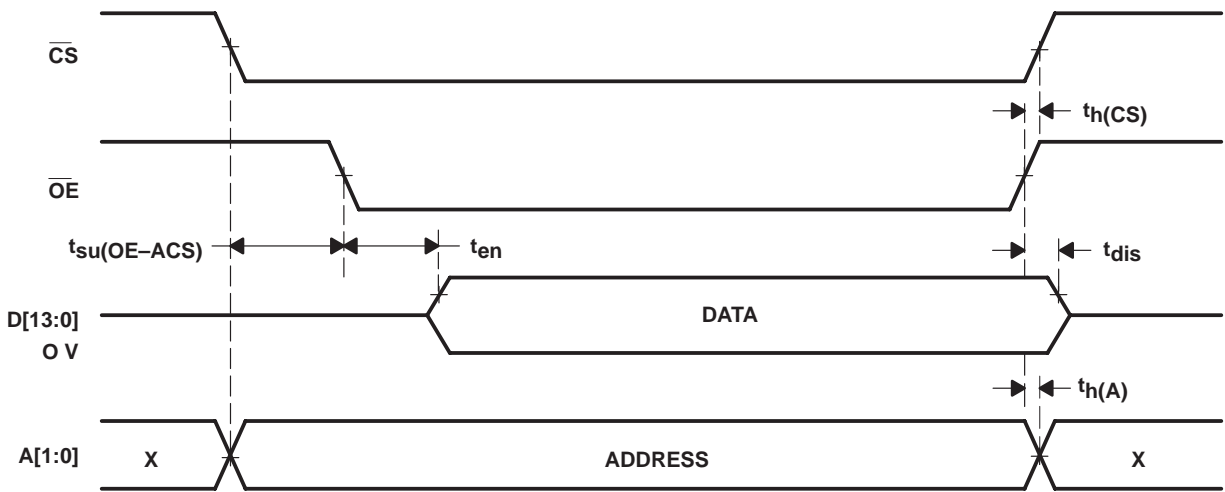 CS
th(CS)
OE
tsu(OE–ACS)
ten
tdis
D[13:0]
O V
DATA
th(A)
A[1:0]
X
ADDRESS
X